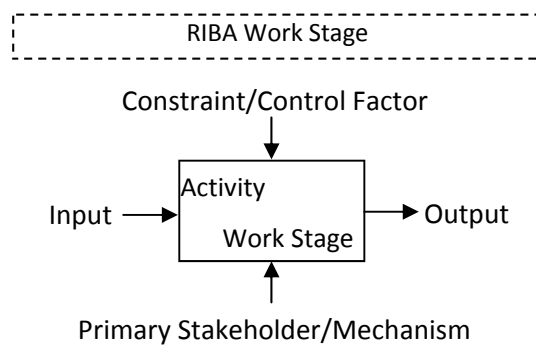 RIBA Work Stage
Constraint/Control Factor
Activity
Input
Output
Work Stage
Primary Stakeholder/Mechanism